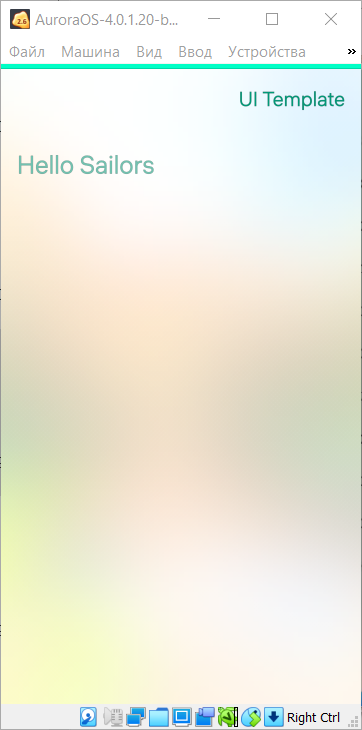 AuroraOS-4.0.1.20-b...
Файл Машина Вид Ввод Устройства »
UI Template
Hello Sailors
Right Ctrl